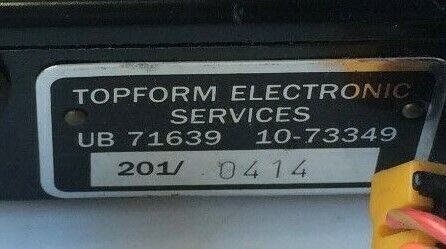 TOPFORM ELECTRONIC
SERVICES
UB 71639 10-73349
201/ 0414